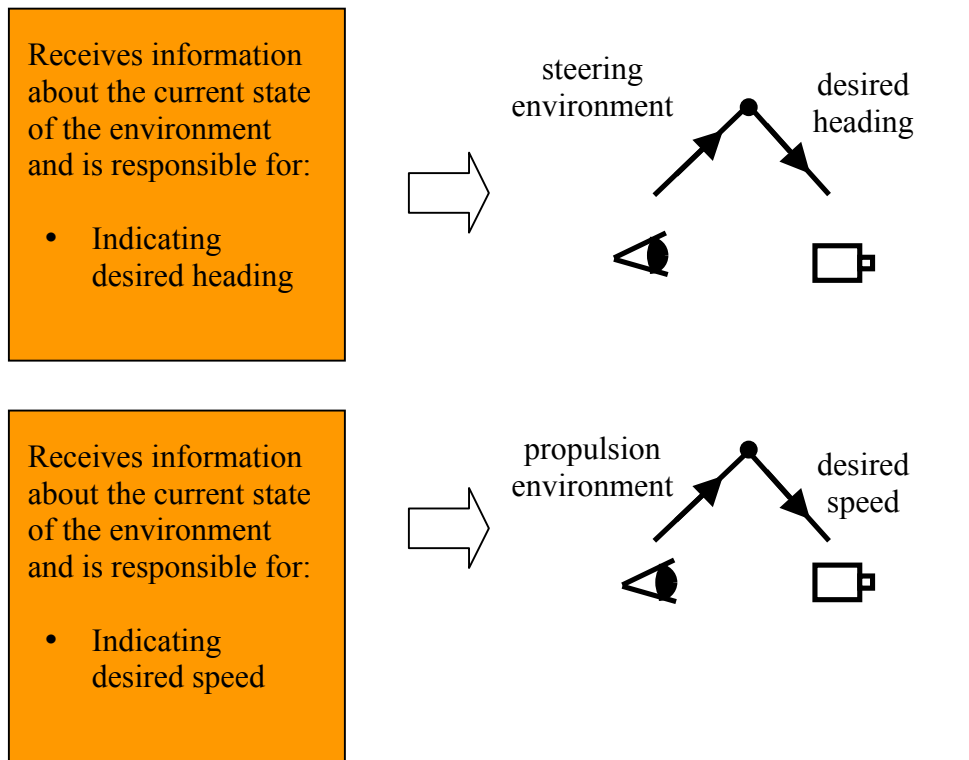 Receives information
about the current state
of the environment
and is responsible for:
• Indicating
desired heading
steering
environment
desired
heading
Receives information
about the current state
of the environment
and is responsible for:
• Indicating
desired speed
propulsion
environment
desired
speed